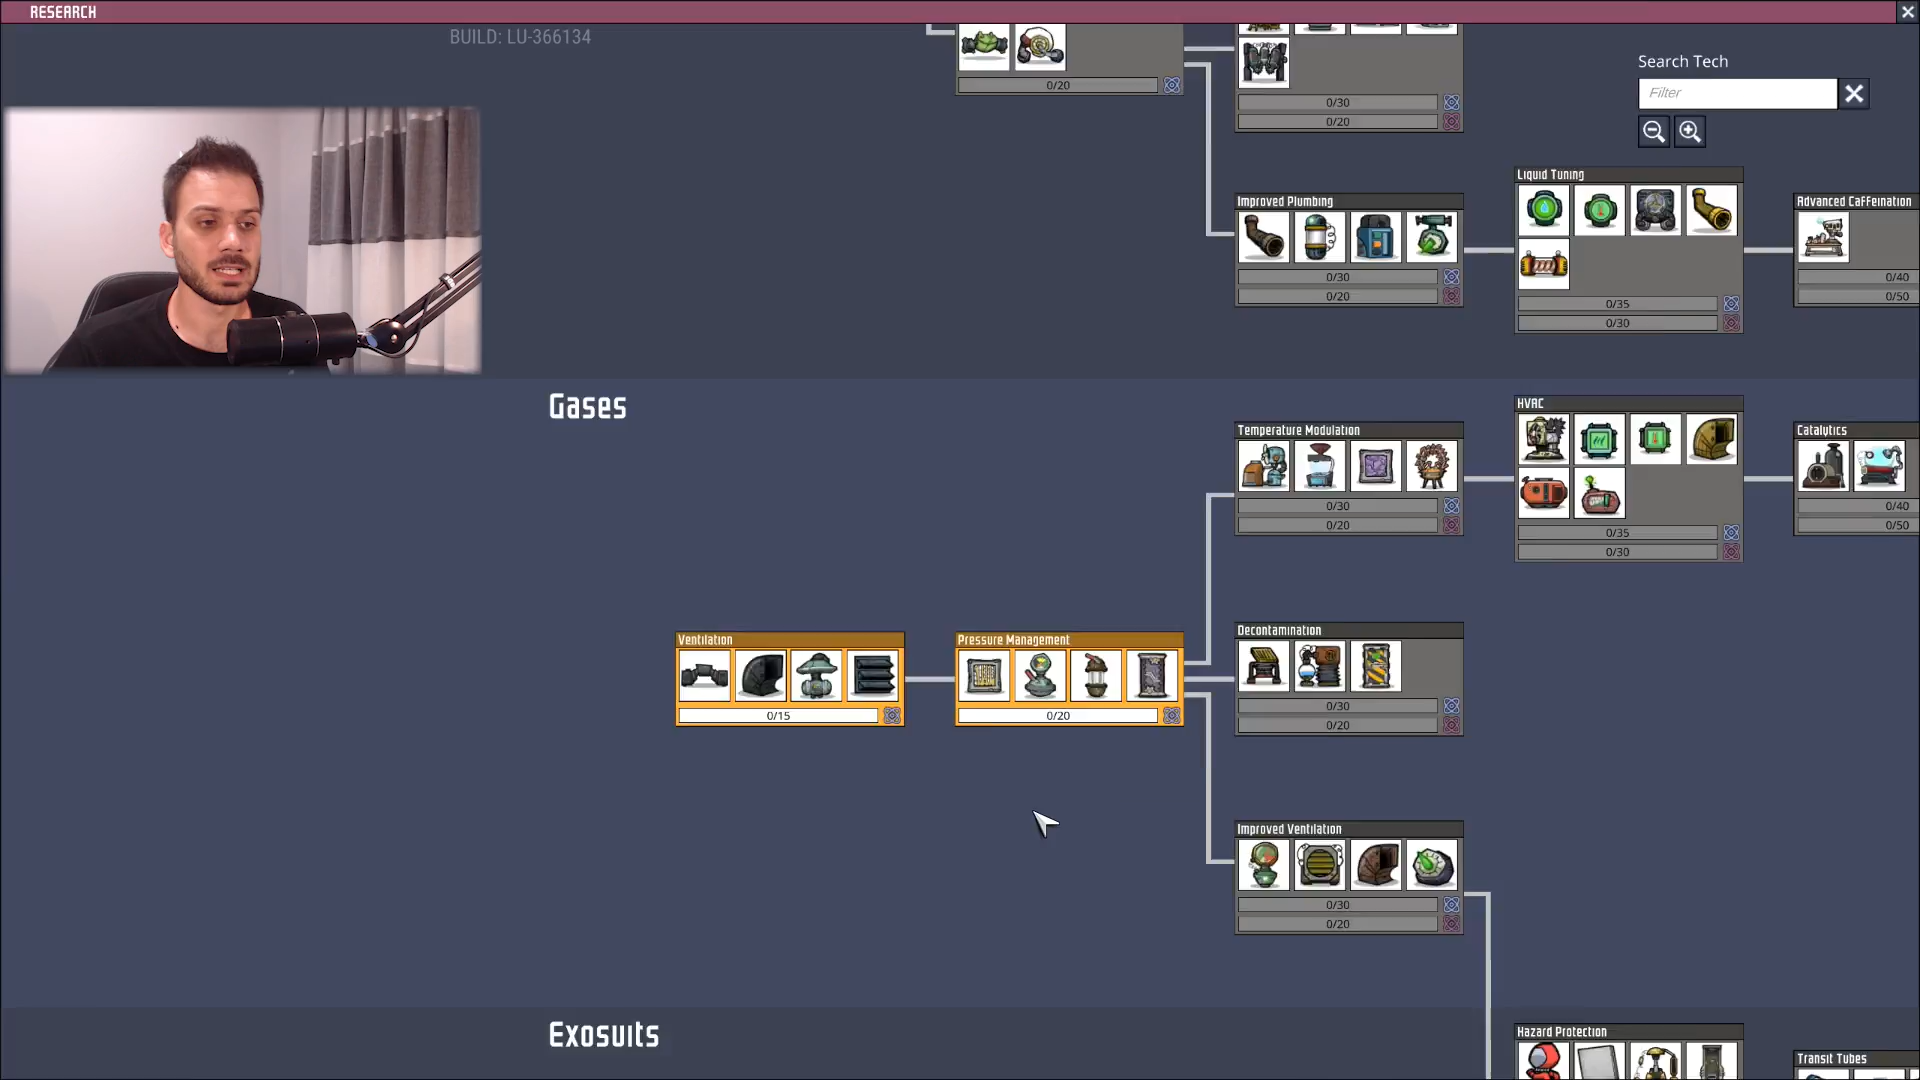 RESEARCH
BUILD: LU-366134
Search Tech
Filter
0/20
0/30
0/20
Improved Plumbing
0/30
0/20
Liquid Tuning
0/35
0/30
Advanced Caffeination
0/40
0/50
Gases
Temperature Modulation
0/30
0/20
HVAC
0/35
0/30
Catalytics
0/40
0/50
Ventilation
0/15
Pressure Management
0/20
Decontamination
0/30
0/20
Improved Ventilation
0/30
0/20
Exosuits
Hazard Protection
Transit Tubes